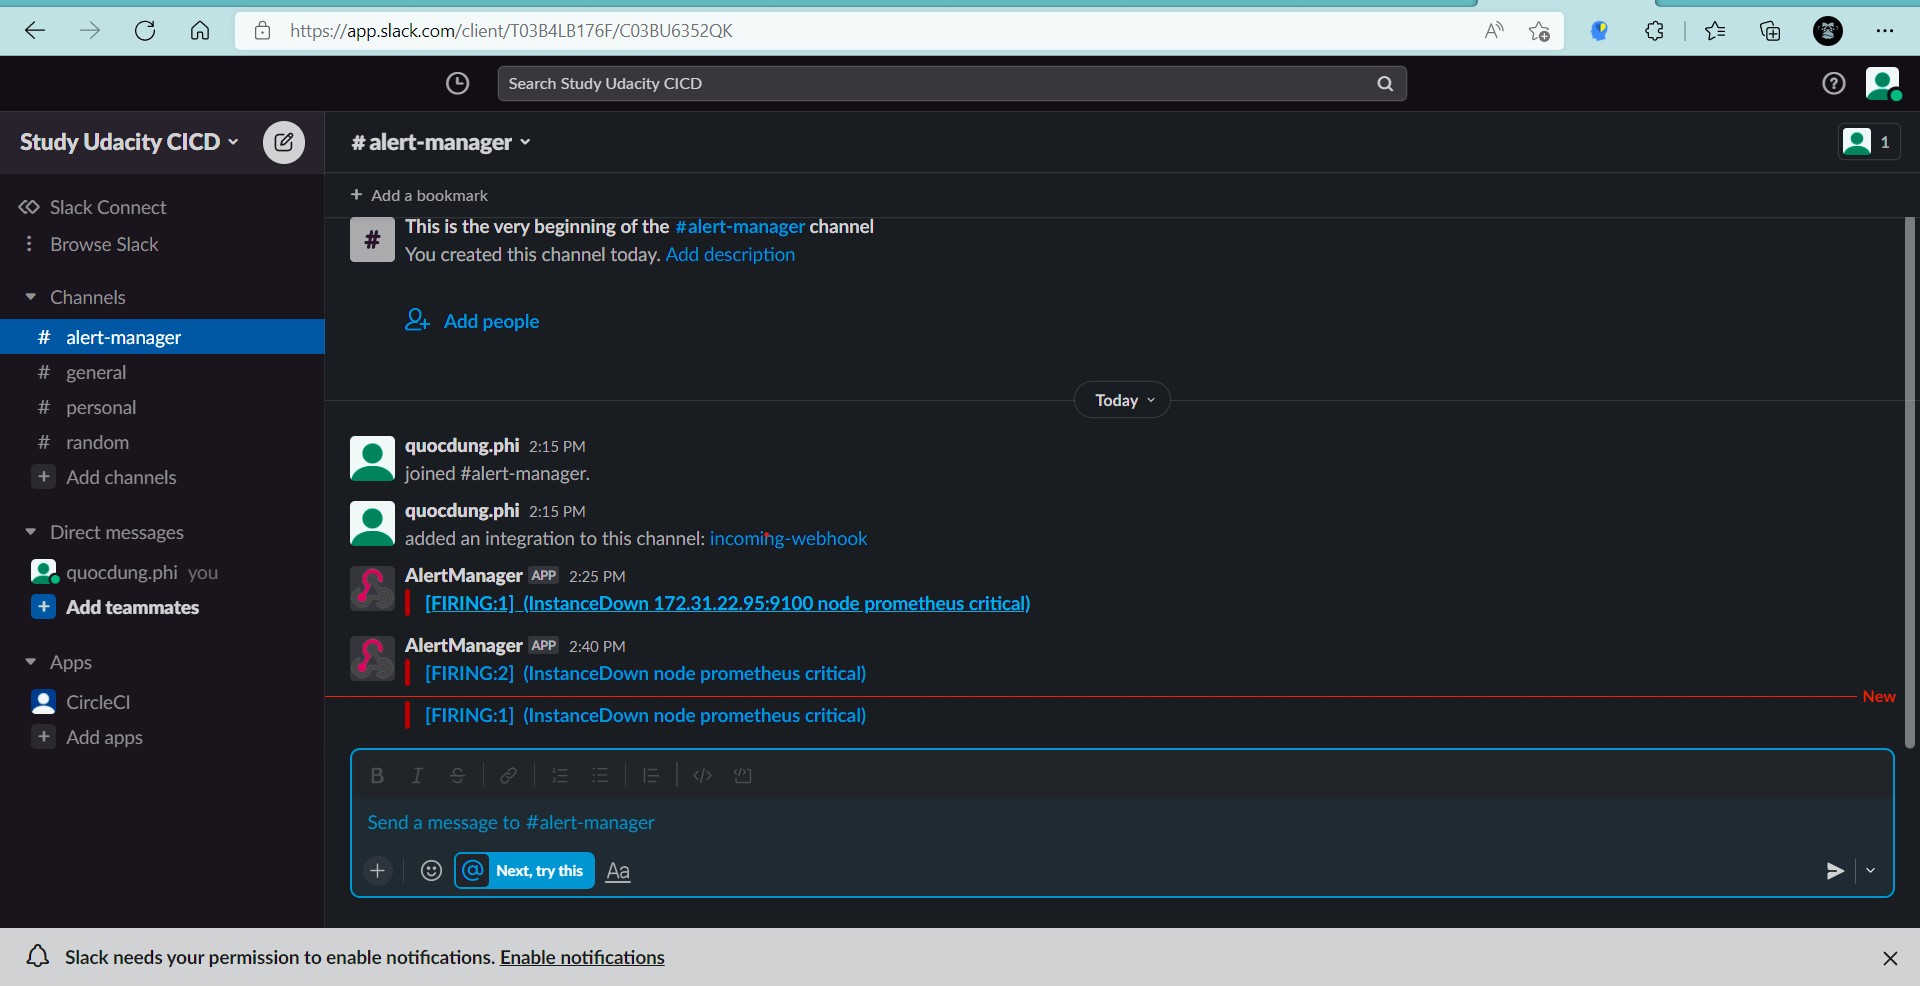 https://app.slack.com/client/T03B4LB176F/C03BU6352QK
Search Study Udacity CICD
Study Udacity CICD
# alert-manager
1
Slack Connect
Browse Slack
Channels
# alert-manager
# general
# personal
# random
+ Add channels
Direct messages
quocdung.phi you
+ Add teammates
Apps
CircleCI
+ Add apps
+ Add a bookmark
# This is the very beginning of the #alert-manager channel
You created this channel today. Add description
Add people
Today
quocdung.phi 2:15 PM
joined #alert-manager.
quocdung.phi 2:15 PM
added an integration to this channel: incoming-webhook
AlertManager APP 2:25 PM
[FIRING:1] (InstanceDown 172.31.22.95:9100 node prometheus critical)
AlertManager APP 2:40 PM
[FIRING:2] (InstanceDown node prometheus critical)
New
[FIRING:1] (InstanceDown node prometheus critical)
B I S
Send a message to #alert-manager
+ @ Next, try this Aa
Slack needs your permission to enable notifications. Enable notifications